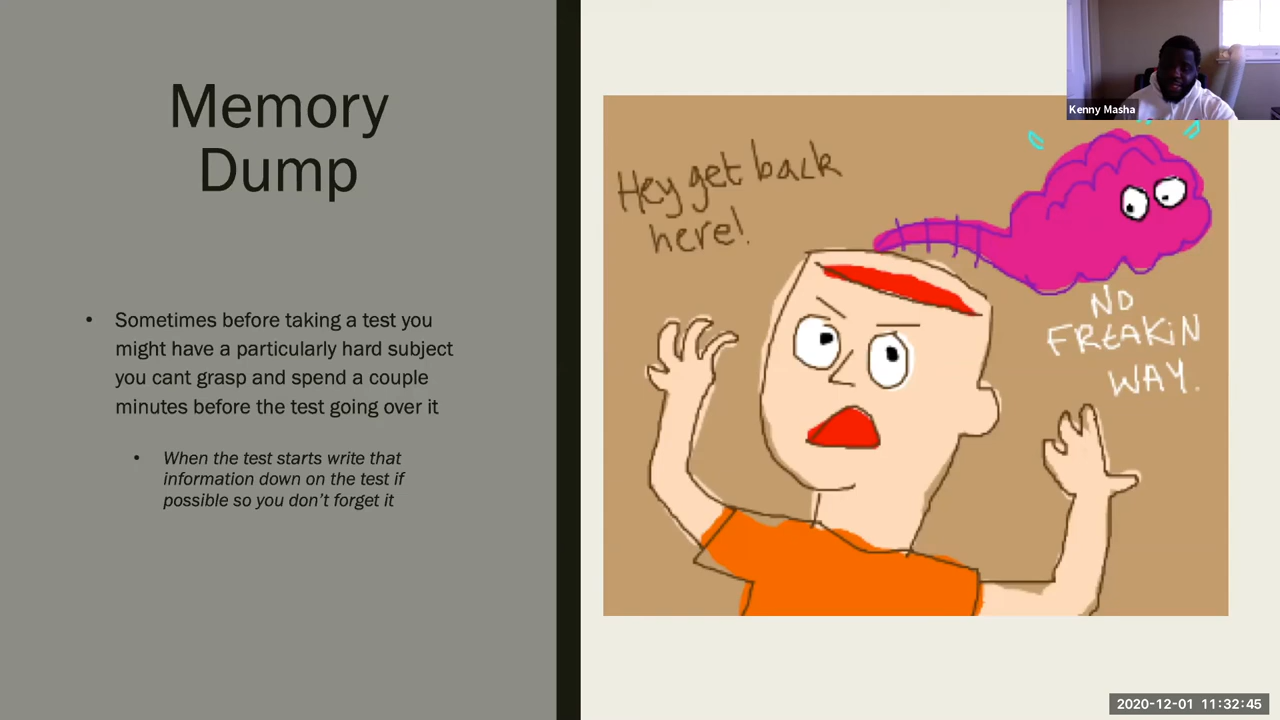 Memory
Dump
• Sometimes before taking a test you
might have a particularly hard subject
you cant grasp and spend a couple
minutes before the test going over it
• When the test starts write that
information down on the test if
possible so you don't forget it
Hey get back
here!
NO
FREAKiN
WAY.
Kenny Masha
2020-12-01 11:32:45